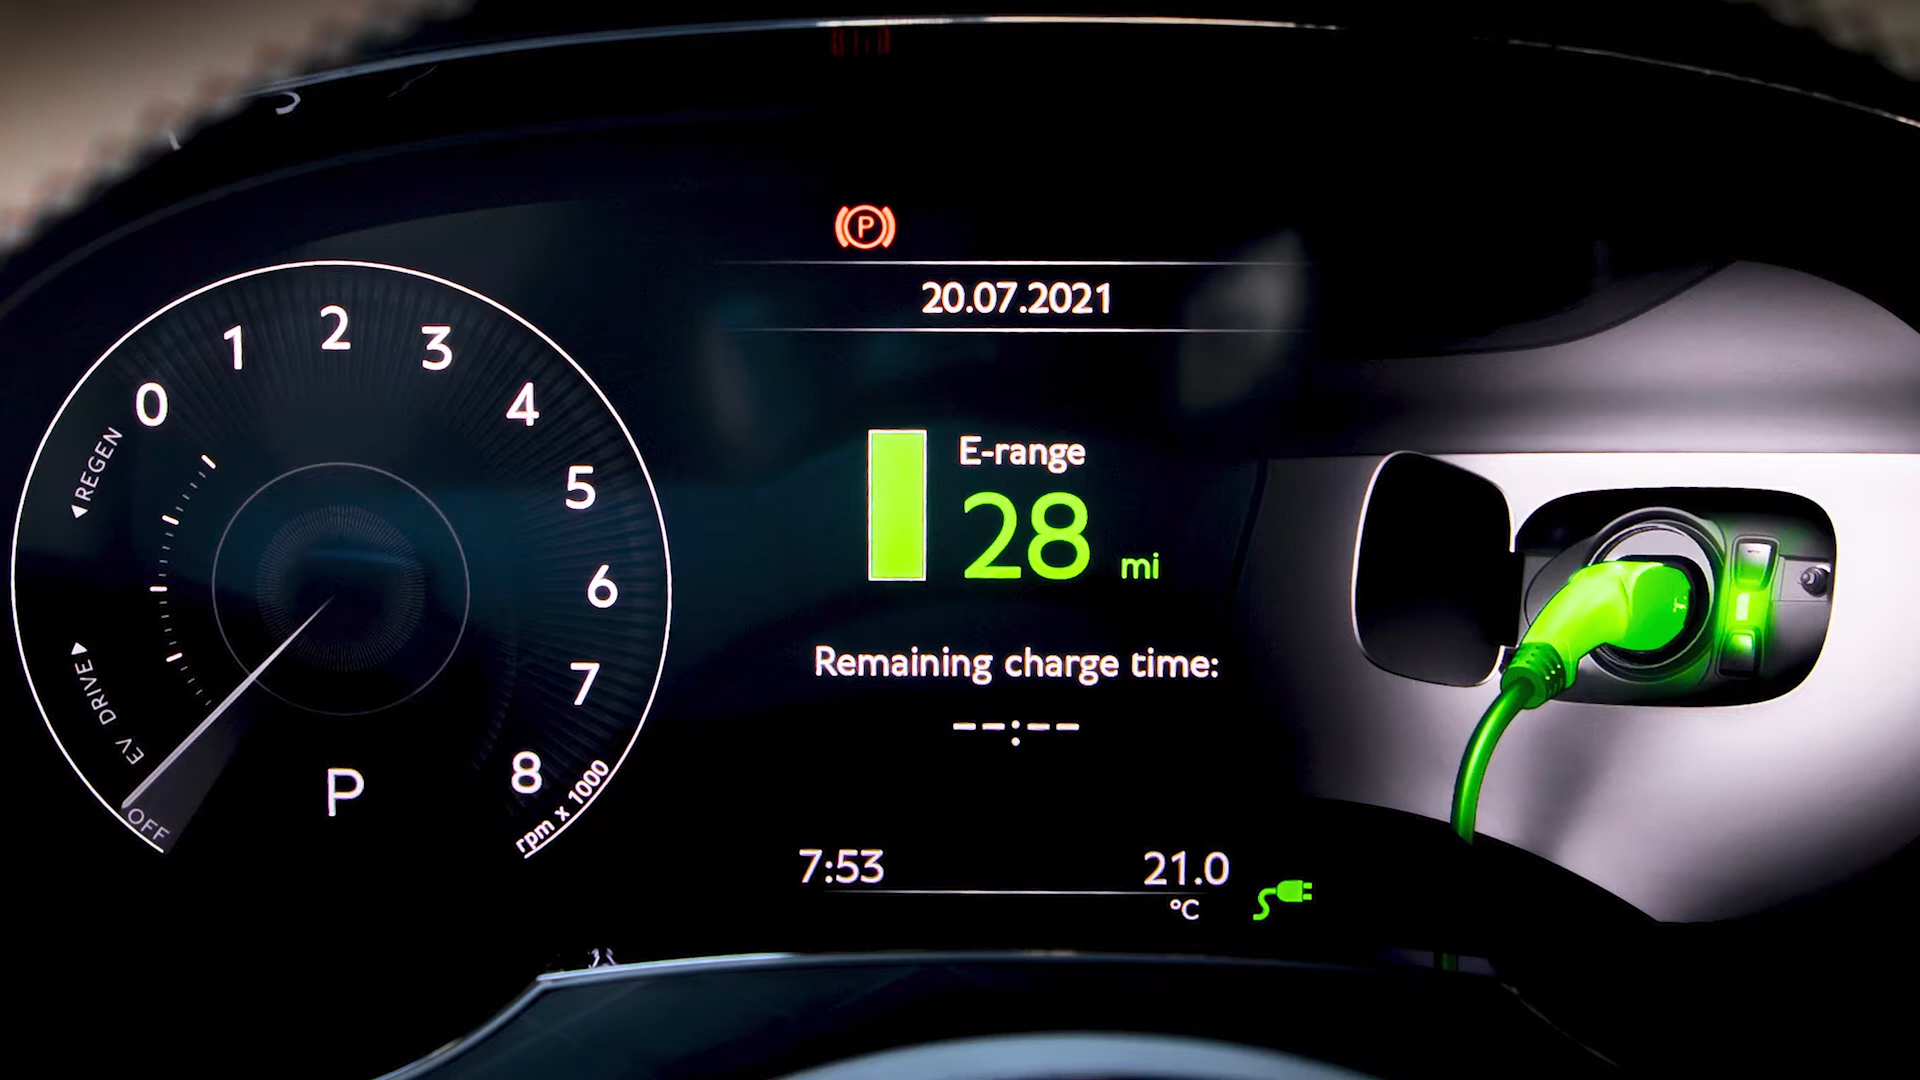 P
20.07.2021
0
1
2
3
4
5
6
7
8
rpm x 1000
◀REGEN
EV DRIVE▶
OFF
P
E-range
28 mi
Remaining charge time:
--:--
7:53
21.0
°C